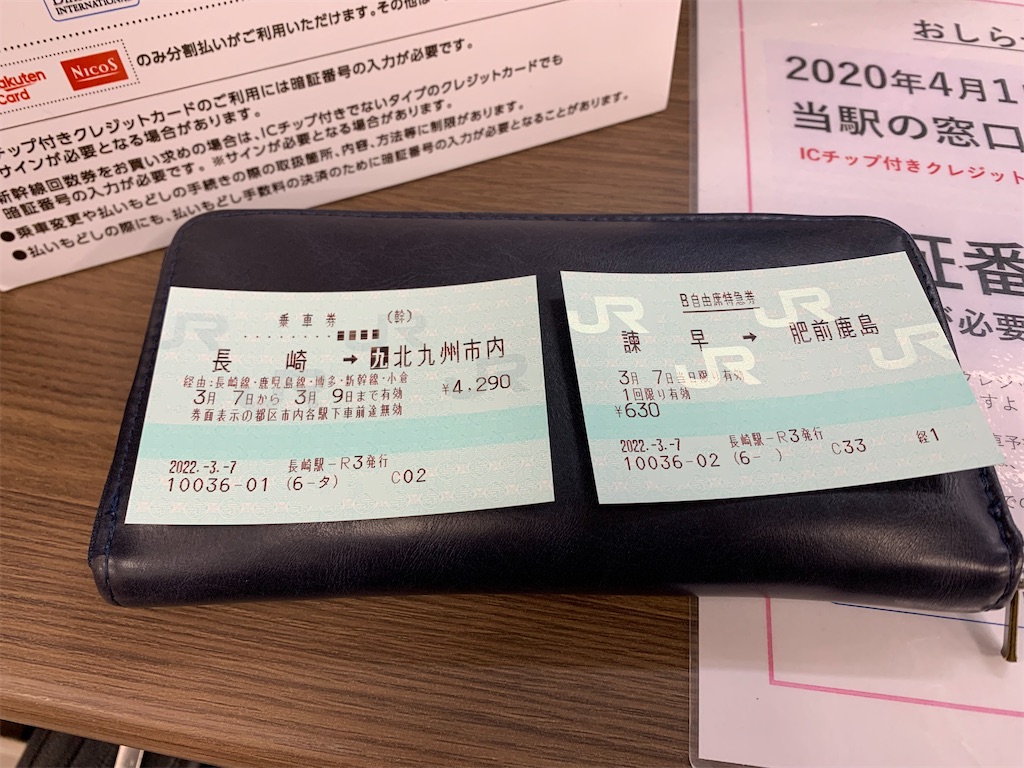 INTERNATIONAL
Card
NICOS
のみ分割払いがご利用いただけます。その他は
チップ付きクレジットカードのご利用には暗証番号の入力が必要です。
サインが必要となる場合があります。
新幹線回数券をお買い求めの場合は、ICチップ付きでないタイプのクレジットカードでも
暗証番号の入力が必要です。※サインが必要となる場合があります。
●乗車変更や払いもどしの手続きの際の取扱箇所、内容、方法等に制限があります。
●払いもどしの際にも、払いもどし手数料の決済のために暗証番号の入力が必要となることがあります。
おしら
2020年4月1
当駅の窓口
ICチップ付きクレジット
証番
が必要
クレジッ
乗車券 (幹)
長崎 → 九北九州市内
経由:長崎線・鹿児島線・博多・新幹線・小倉
¥4,290
3月 7日から 3月 9日まで有効
券面表示の都区市内各駅下車前途無効
2022.-3.-7 長崎駅-R3発行
10036-01 (6-タ) C02
B自由席特急券
諫早 → 肥前鹿島
3月 7日当日限り有効
1回限り有効
¥630
2022.-3.-7 長崎駅-R3発行
10036-02 (6- ) C33 経1
JR
JR
JR
JR
JR